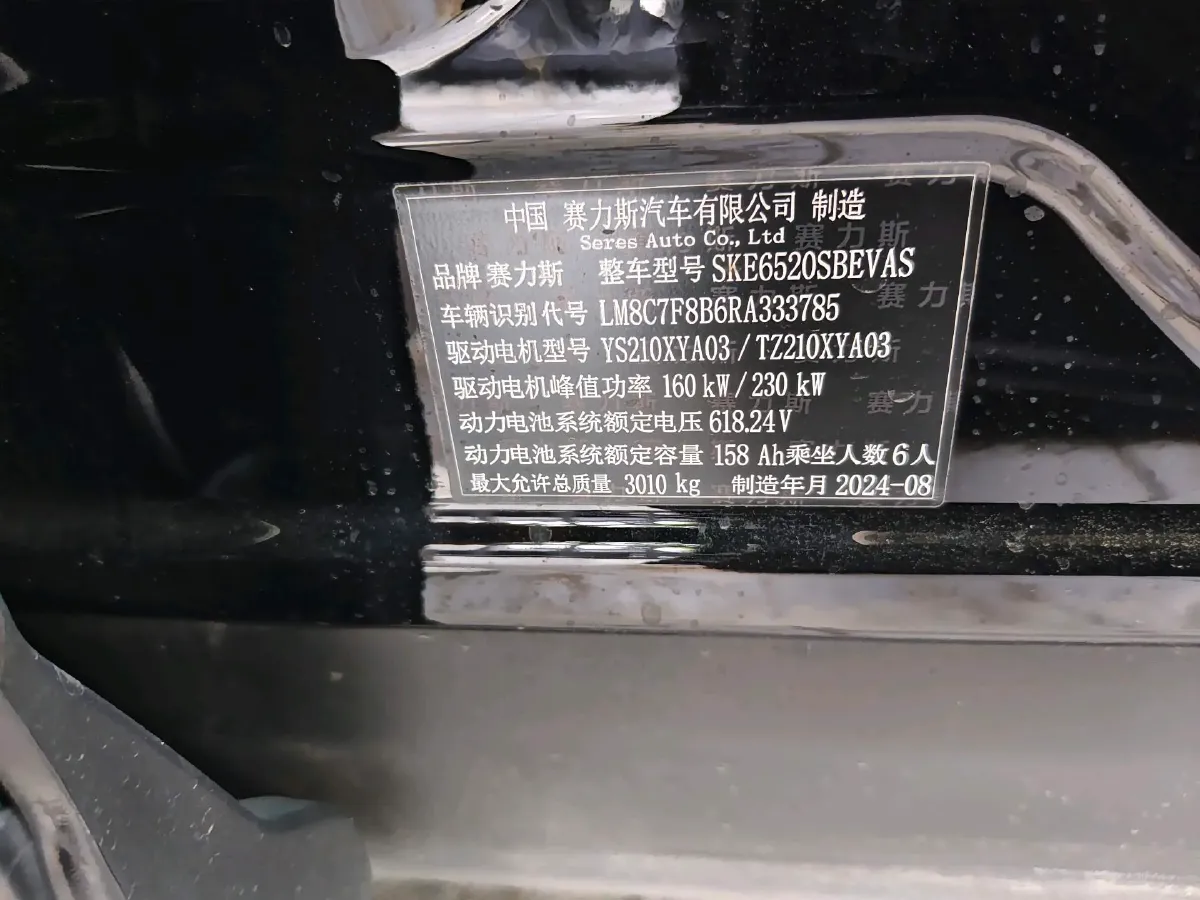 中国 赛力斯汽车有限公司 制造
Seres Auto Co., Ltd
品牌 赛力斯 整车型号 SKE6520SBEVAS
车辆识别代号 LM8C7F8B6RA333785
驱动电机型号 YS210XYA03 / TZ210XYA03
驱动电机峰值功率 160 kW / 230 kW
动力电池系统额定电压 618.24 V
动力电池系统额定容量 158 Ah 乘坐人数 6 人
最大允许总质量 3010 kg 制造年月 2024-08